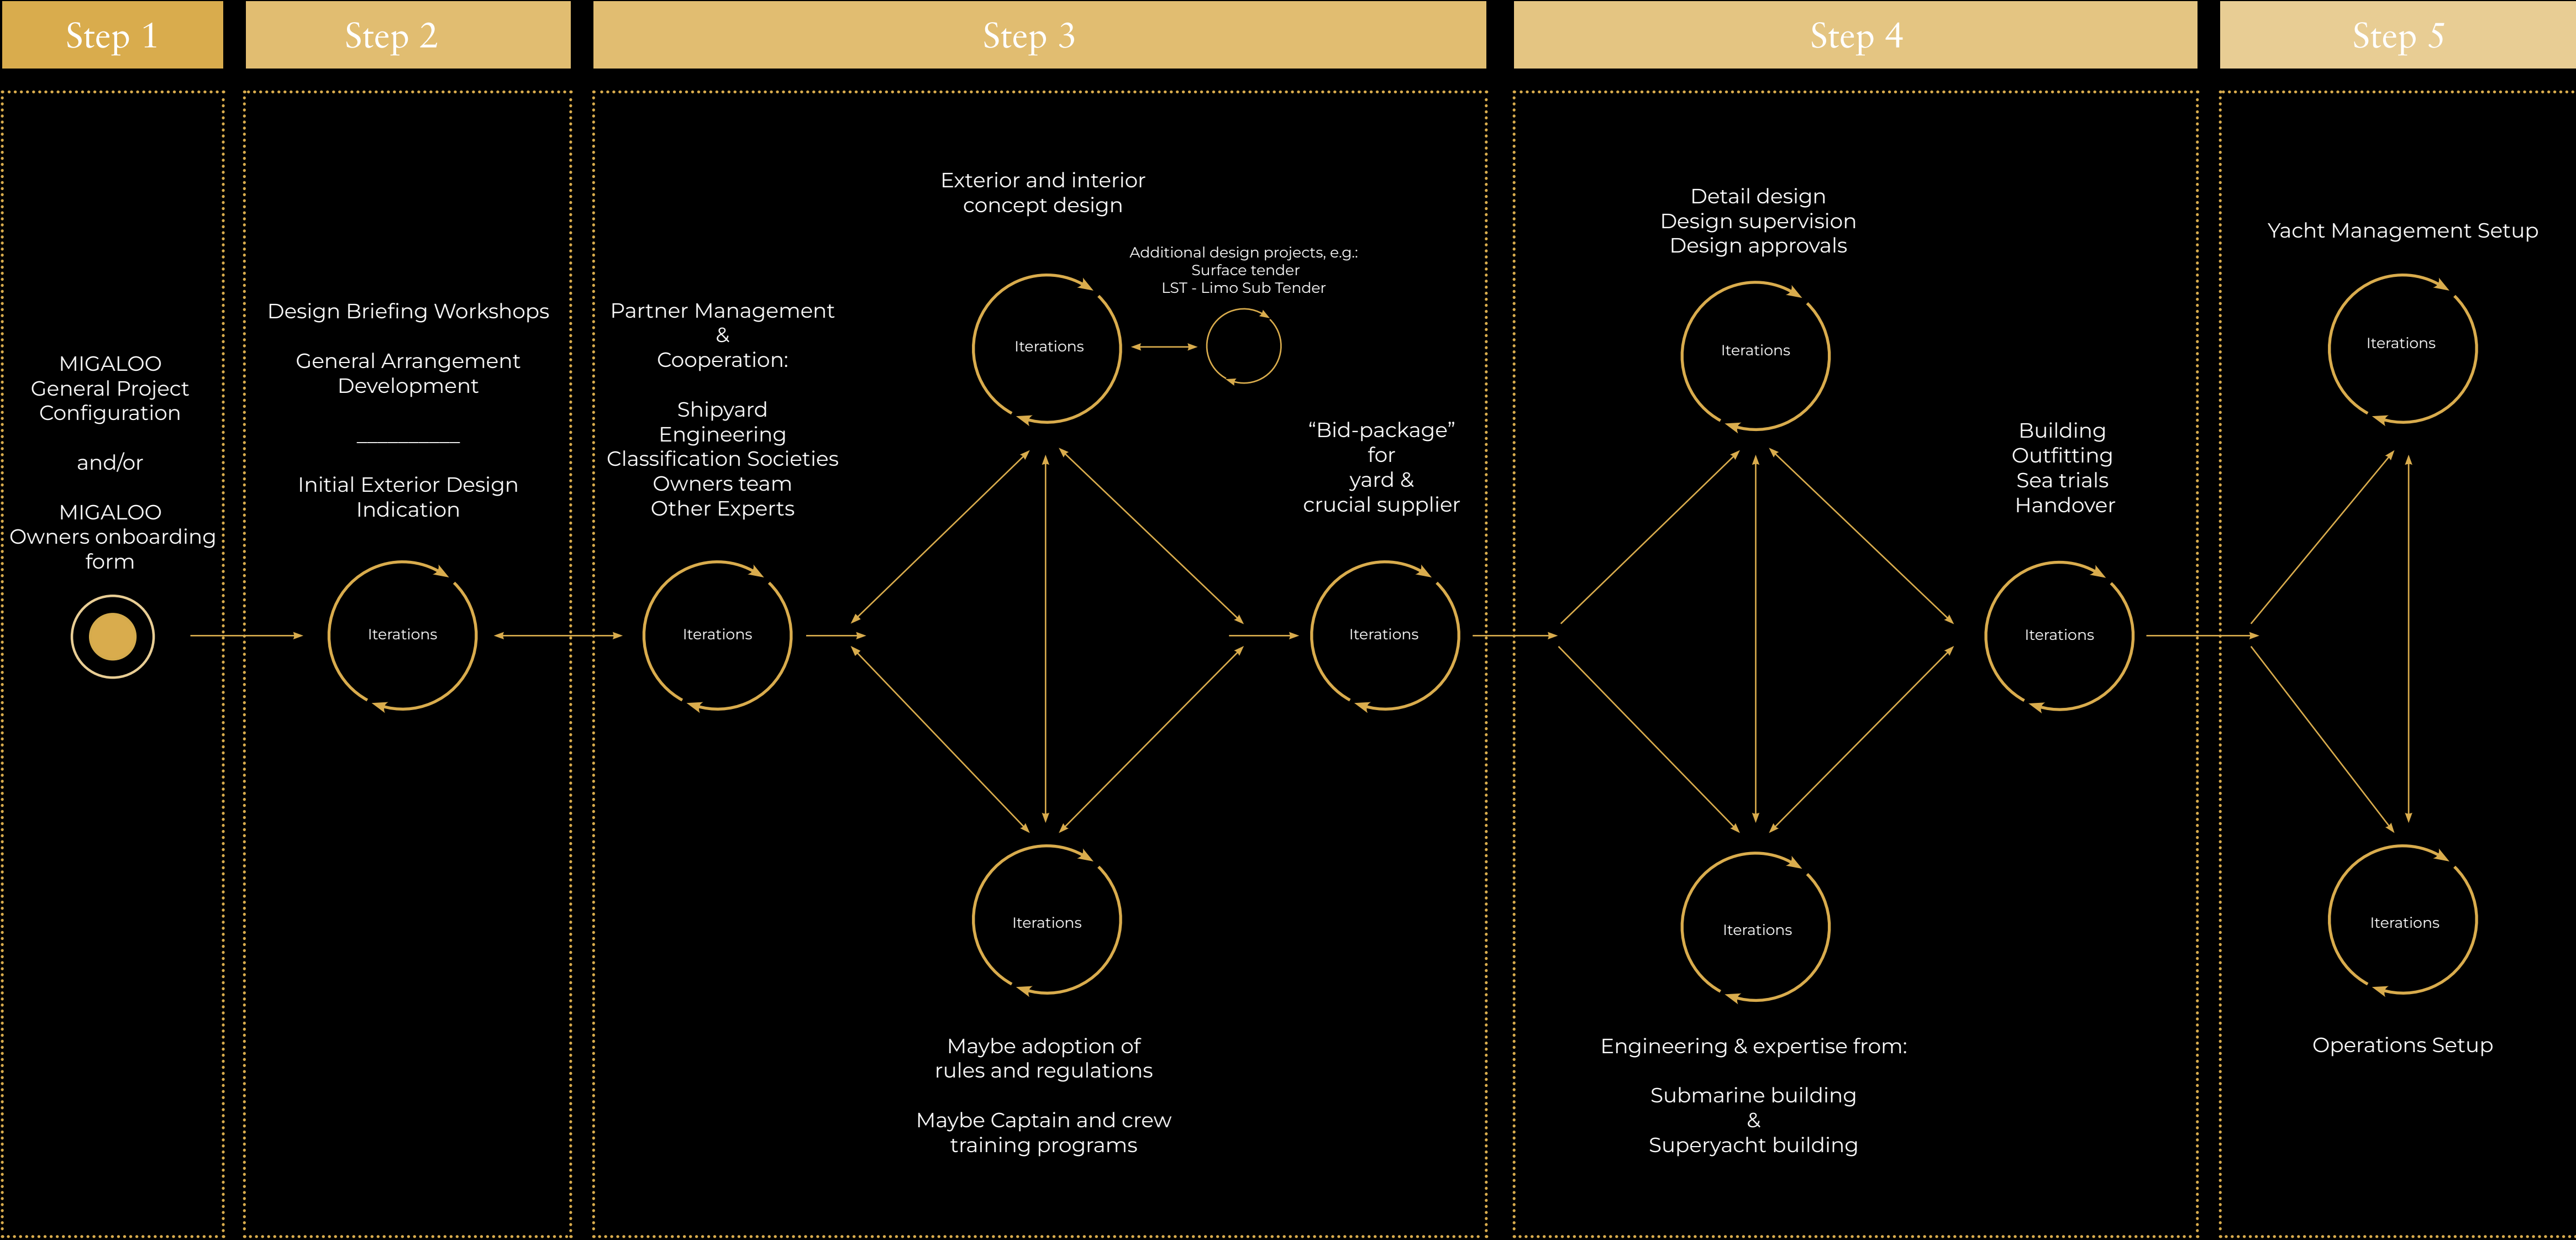 Step 1
Step 2
Step 3
Step 4
Step 5
MIGALOO
General Project
Configuration
and/or
MIGALOO
Owners onboarding
form
Design Briefing Workshops
General Arrangement
Development
Initial Exterior Design
Indication
Iterations
Partner Management
&
Cooperation:
Shipyard
Engineering
Classification Societies
Owners team
Other Experts
Iterations
Exterior and interior
concept design
Iterations
Additional design projects, e.g.:
Surface tender
LST - Limo Sub Tender
Iterations
Maybe adoption of
rules and regulations
Maybe Captain and crew
training programs
“Bid-package”
for
yard &
crucial supplier
Iterations
Detail design
Design supervision
Design approvals
Iterations
Iterations
Engineering & expertise from:
Submarine building
&
Superyacht building
Building
Outfitting
Sea trials
Handover
Iterations
Yacht Management Setup
Iterations
Iterations
Operations Setup